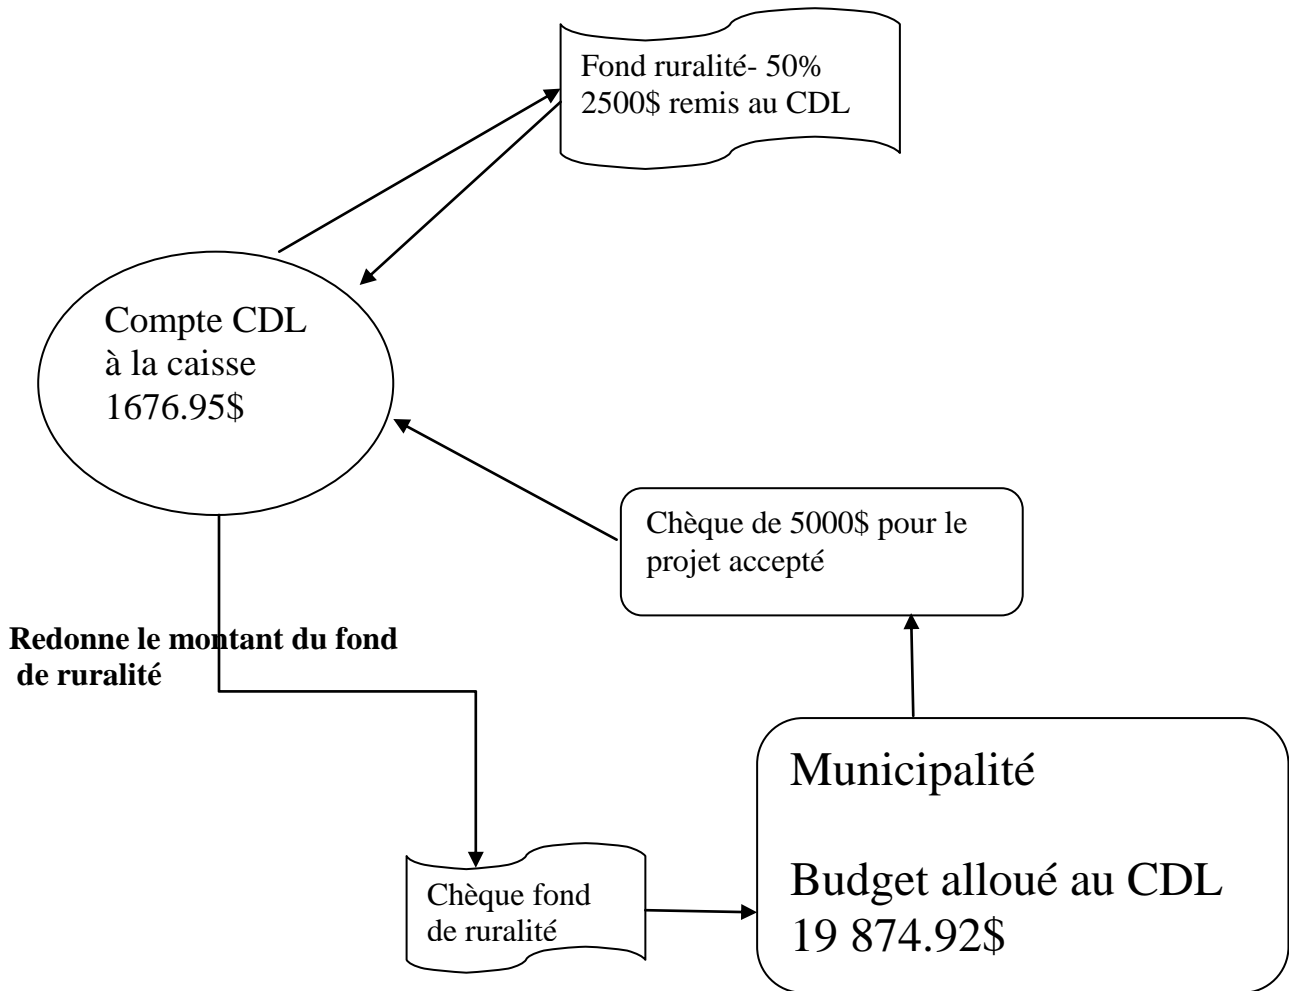 Fond ruralité- 50%
2500$ remis au CDL
Compte CDL
à la caisse
1676.95$
Chèque de 5000$ pour le
projet accepté
Redonne le montant du fond
de ruralité
Municipalité
Budget alloué au CDL
19 874.92$
Chèque fond
de ruralité